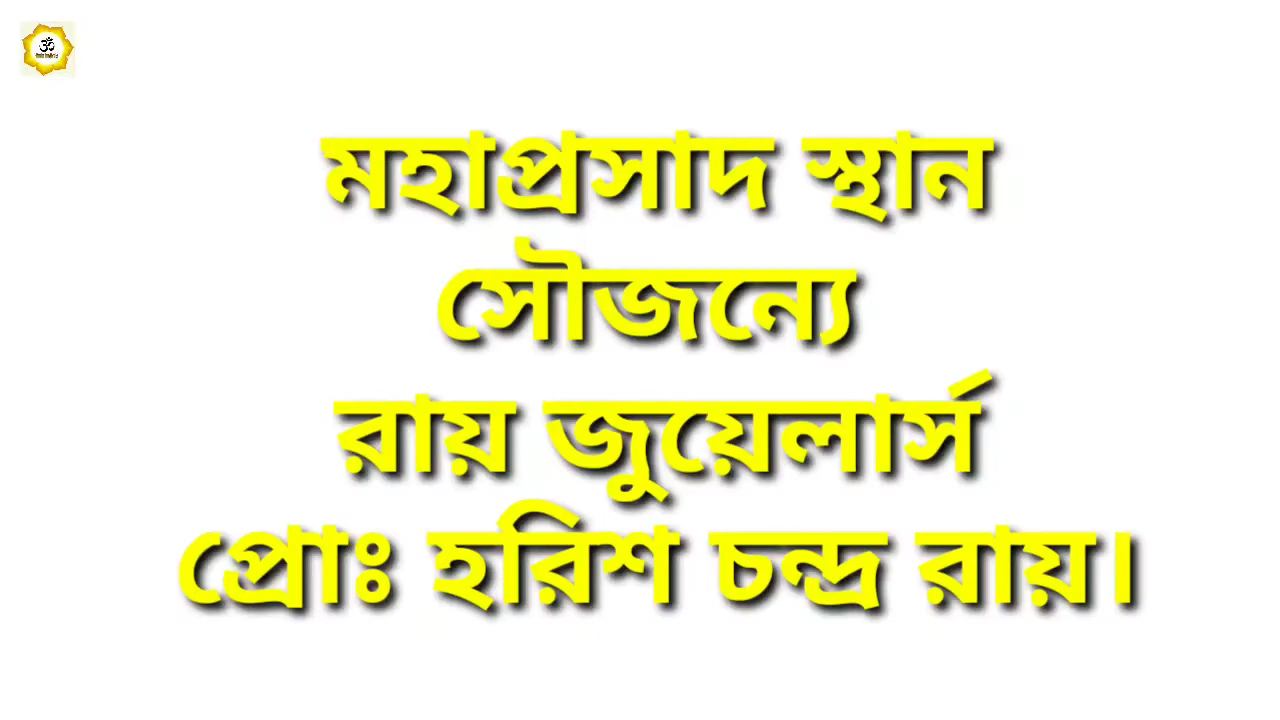 মহাপ্রসাদ স্থান
সৌজন্যে
রায় জুয়েলার্স
প্রোঃ হরিশ চন্দ্র রায়।
ॐ